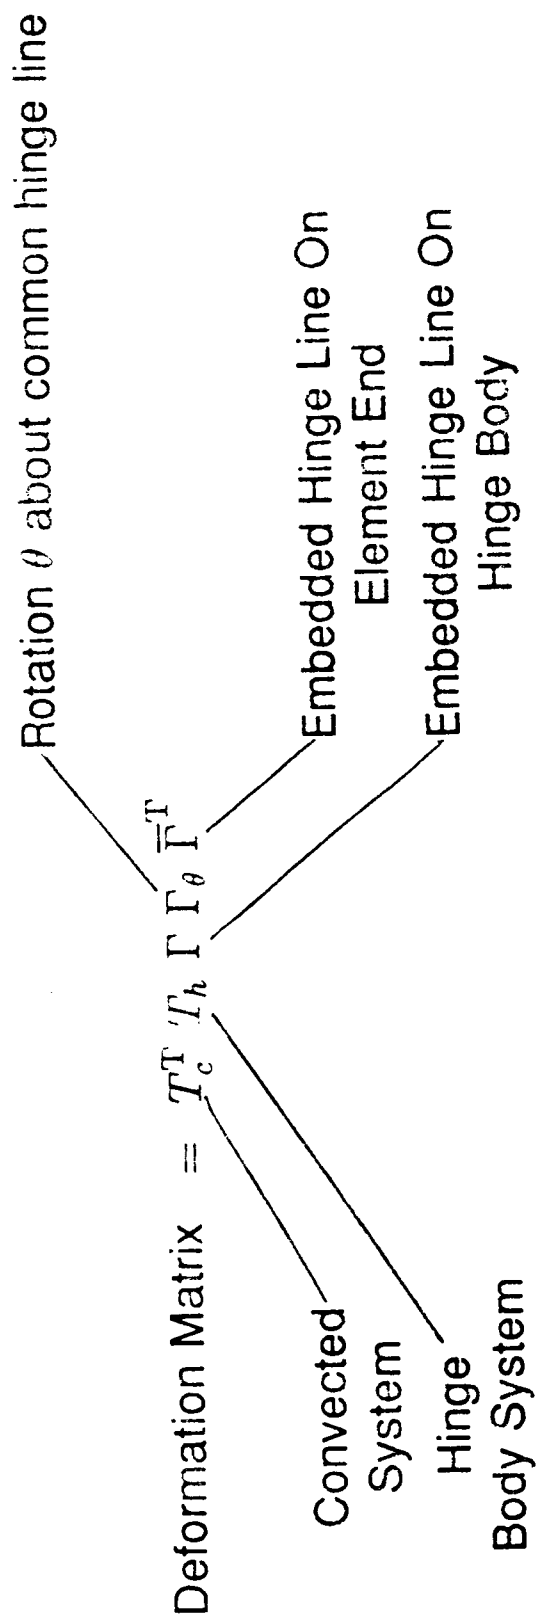 Rotation θ about common hinge line
Deformation Matrix = T_c^T T_h Γ Γ_θ Γ̅^T
Convected
System
Hinge
Body System
Embedded Hinge Line On
Element End
Embedded Hinge Line On
Hinge Body